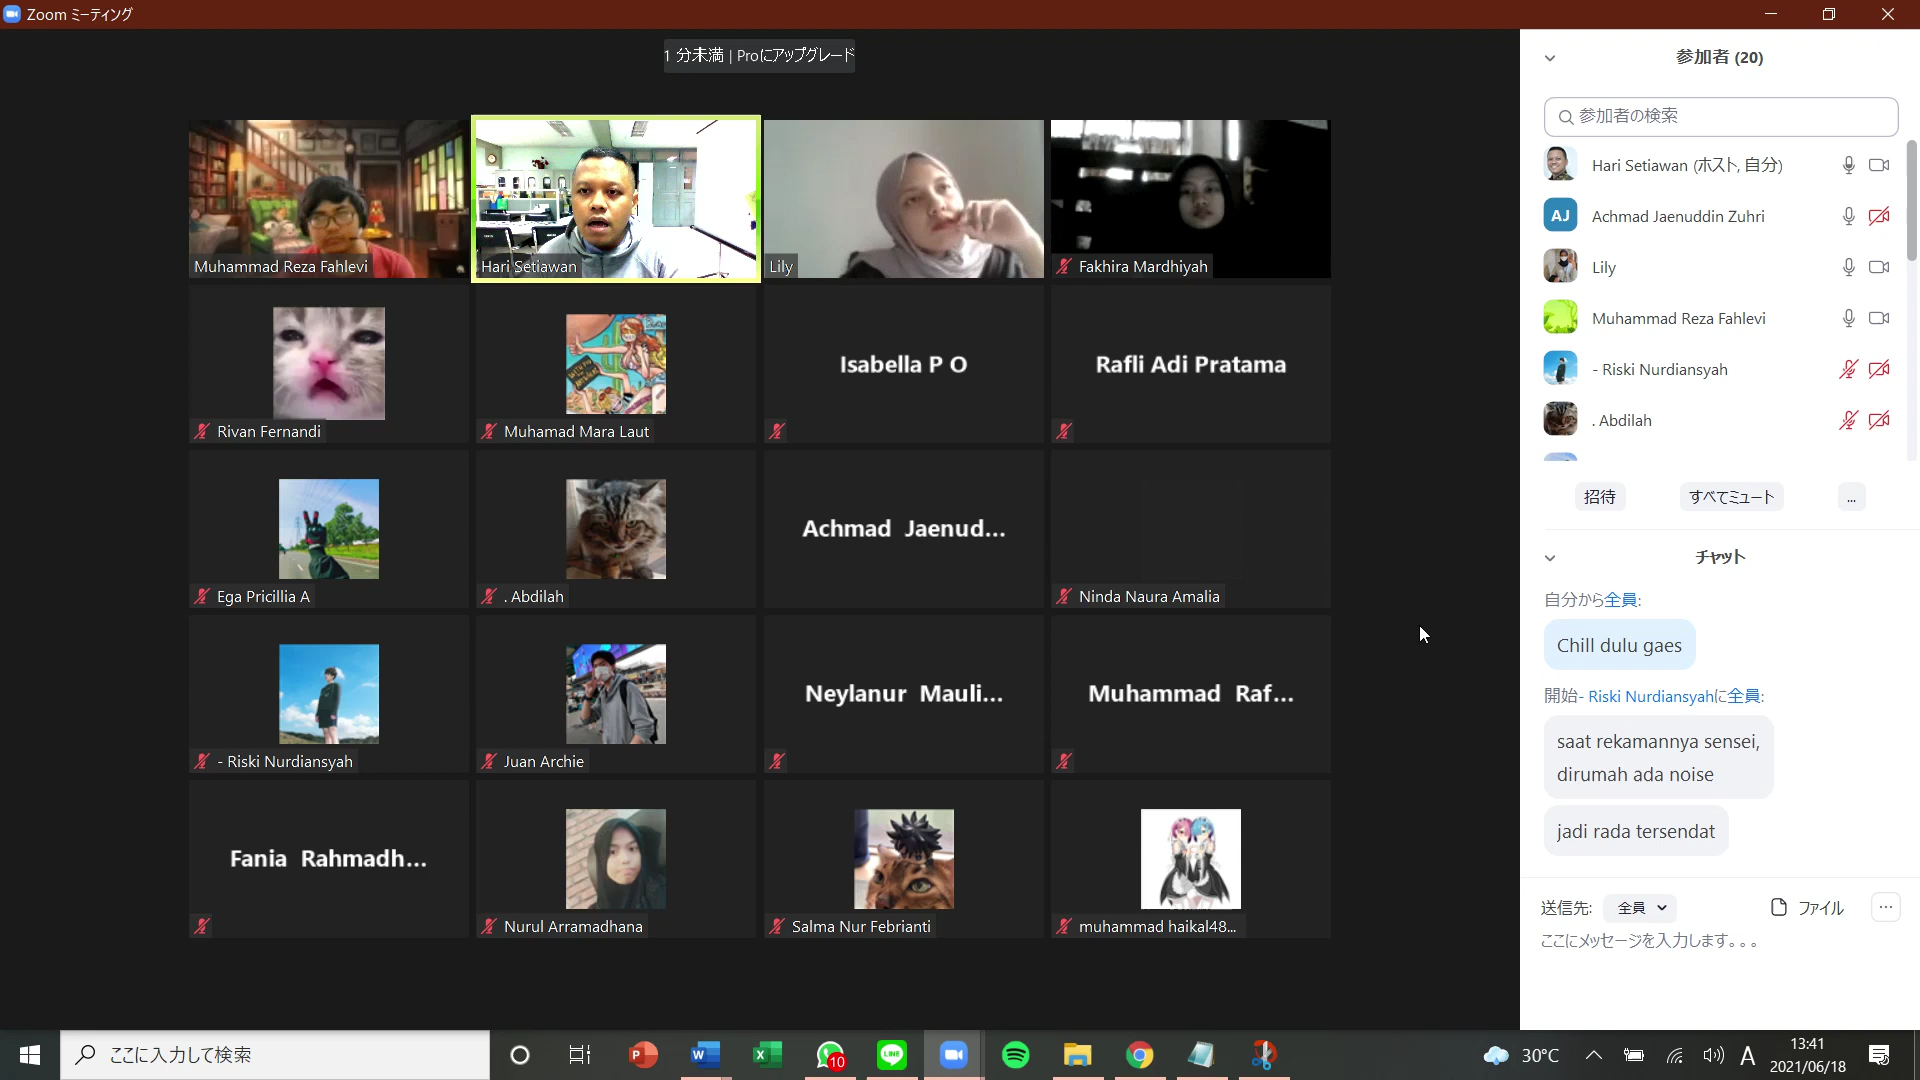 Zoom ミーティング
1 分未満 | Proにアップグレード
Muhammad Reza Fahlevi
Hari Setiawan
Lily
Fakhira Mardhiyah
Isabella P O
Rafli Adi Pratama
Rivan Fernandi
Muhamad Mara Laut
Achmad Jaenud...
Ega Pricillia A
. Abdilah
Ninda Naura Amalia
Neylanur Mauli...
Muhammad Raf...
- Riski Nurdiansyah
Juan Archie
Fania Rahmadh...
Nurul Arramadhana
Salma Nur Febrianti
muhammad haikal48...
参加者 (20)
参加者の検索
Hari Setiawan (ホスト, 自分)
AJ Achmad Jaenuddin Zuhri
Lily
Muhammad Reza Fahlevi
- Riski Nurdiansyah
. Abdilah
招待 すべてミュート ...
チャット
自分から全員:
Chill dulu gaes
開始- Riski Nurdiansyahに全員:
saat rekamannya sensei,
dirumah ada noise
jadi rada tersendat
送信先: 全員 ファイル ...
ここにメッセージを入力します。。。
ここに入力して検索
P
W
X
10
LINE
30°C
A
13:41
2021/06/18